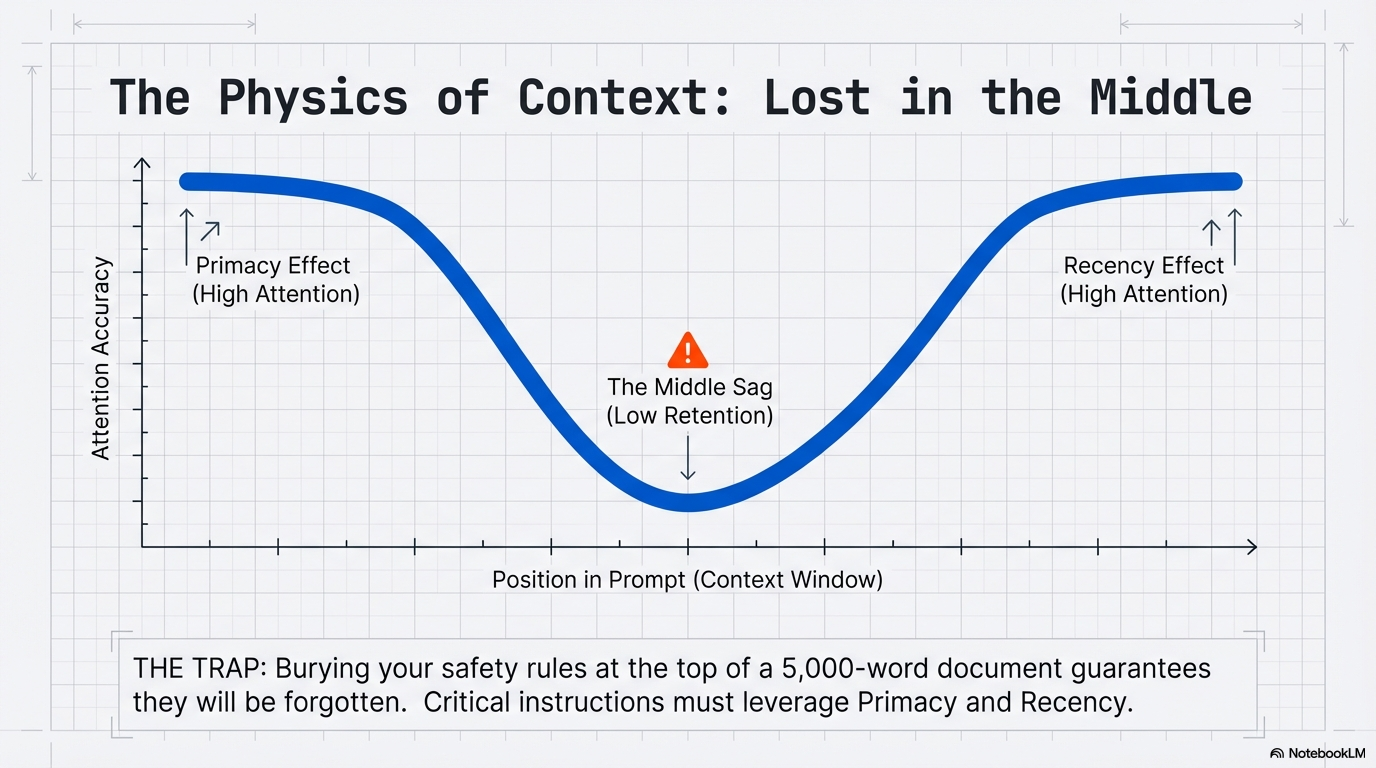 The Physics of Context: Lost in the Middle
Attention Accuracy
Primacy Effect
(High Attention)
Recency Effect
(High Attention)
!
The Middle Sag
(Low Retention)
Position in Prompt (Context Window)
THE TRAP: Burying your safety rules at the top of a 5,000-word document guarantees
they will be forgotten.  Critical instructions must leverage Primacy and Recency.
NotebookLM